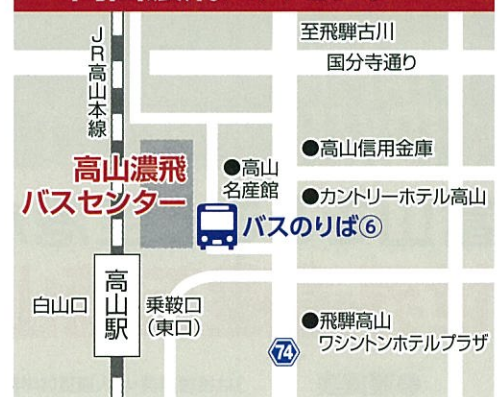 至飛騨古川
国分寺通り
JR高山本線
●高山信用金庫
高山濃飛
バスセンター
●高山
名産館
●カントリーホテル高山
バスのりば⑥
白山口
高山駅
乗鞍口
(東口)
●飛騨高山
ワシントンホテルプラザ
74